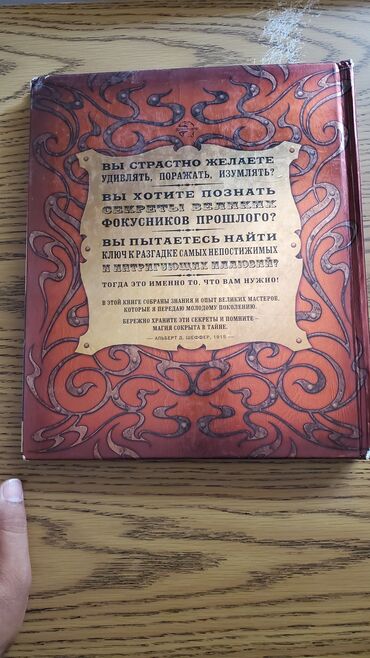 ВЫ СТРАСТНО ЖЕЛАЕТЕ
УДИВЛЯТЬ, ПОРАЖАТЬ, ИЗУМЛЯТЬ?
ВЫ ХОТИТЕ ПОЗНАТЬ
СЕКРЕТЫ ВЕЛИКИХ
ФОКУСНИКОВ ПРОШЛОГО?
ВЫ ПЫТАЕТЕСЬ НАЙТИ
КЛЮЧ К РАЗГАДКЕ САМЫХ НЕПОСТИЖИМЫХ
И ИНТРИГУЮЩИХ ИЛЛЮЗИЙ?
ТОГДА ЭТО ИМЕННО ТО, ЧТО ВАМ НУЖНО!
В ЭТОЙ КНИГЕ СОБРАНЫ ЗНАНИЯ И ОПЫТ ВЕЛИКИХ МАСТЕРОВ,
КОТОРЫЕ Я ПЕРЕДАЮ МОЛОДОМУ ПОКОЛЕНИЮ.
БЕРЕЖНО ХРАНИТЕ ЭТИ СЕКРЕТЫ И ПОМНИТЕ –
МАГИЯ СОКРЫТА В ТАЙНЕ.
— АЛЬБЕРТ Д. ШЕФФЕР, 1915 —